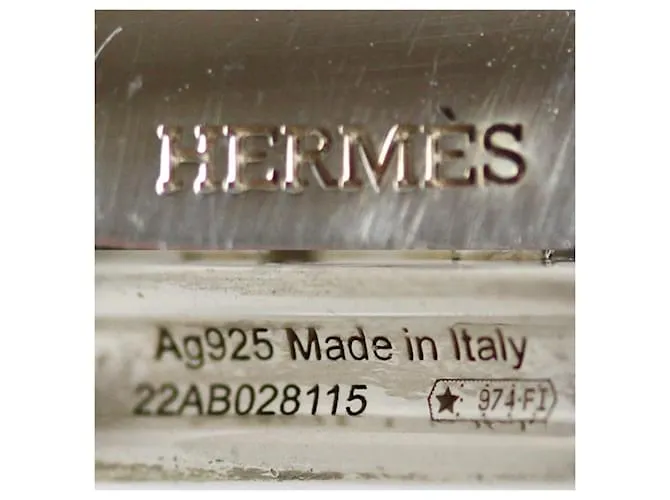 HERMÈS
Ag925 Made in Italy
22AB028115 ★ 974·FI